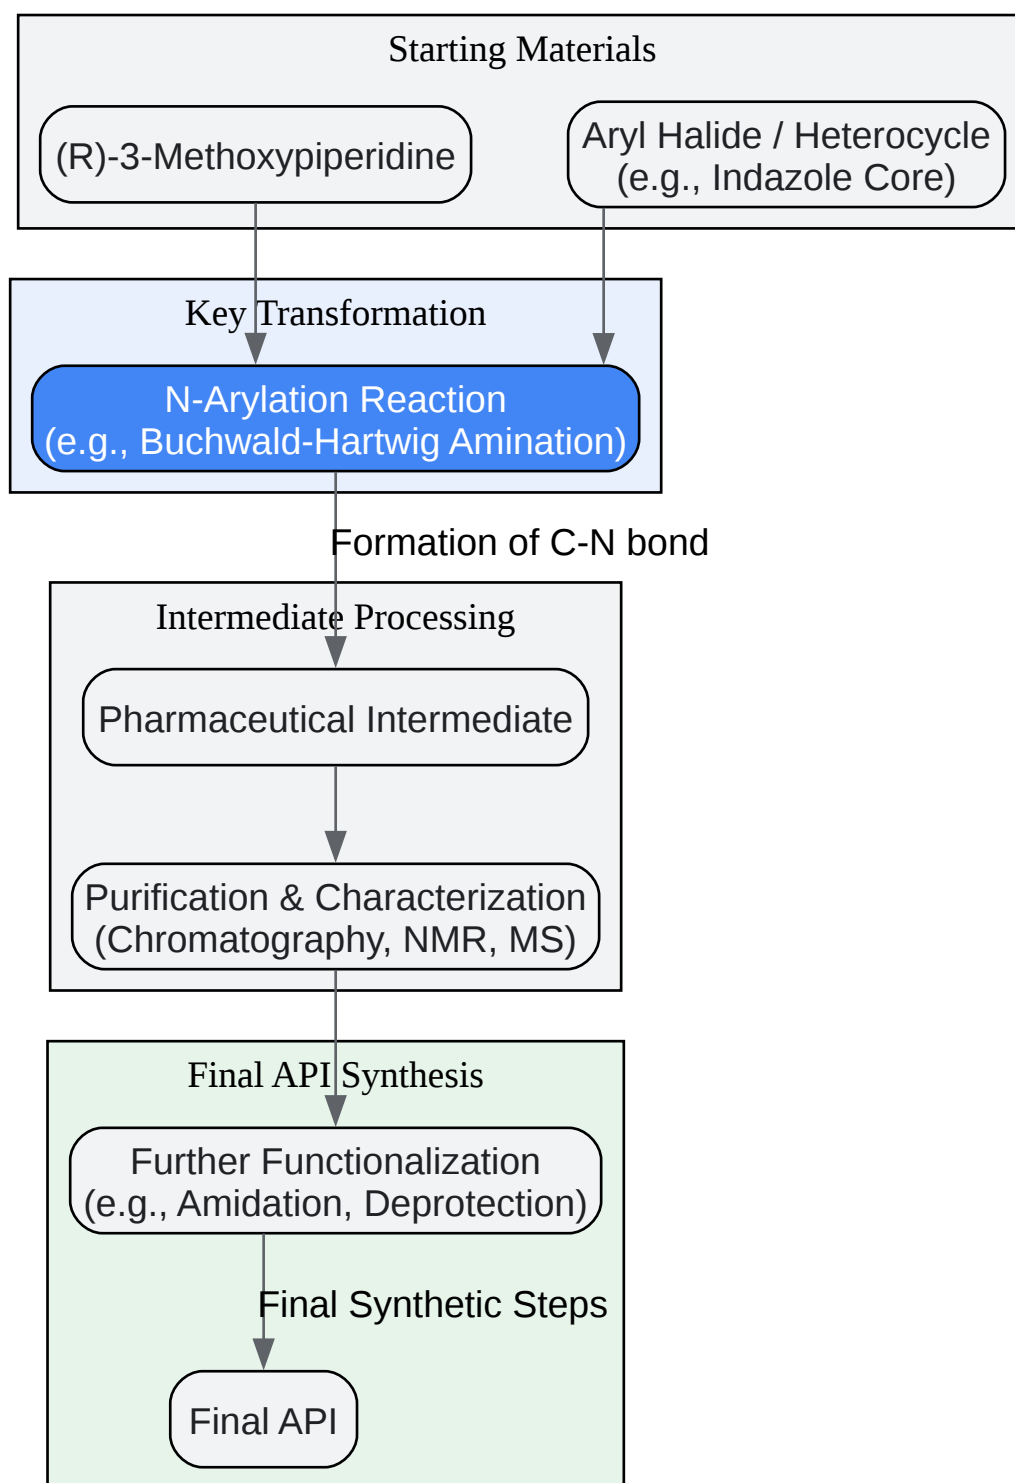 Starting Materials
(R)-3-Methoxypiperidine
Aryl Halide / Heterocycle
(e.g., Indazole Core)
Key Transformation
N-Arylation Reaction
(e.g., Buchwald-Hartwig Amination)
Formation of C-N bond
Intermediate Processing
Pharmaceutical Intermediate
Purification & Characterization
(Chromatography, NMR, MS)
Final API Synthesis
Further Functionalization
(e.g., Amidation, Deprotection)
Final Synthetic Steps
Final API